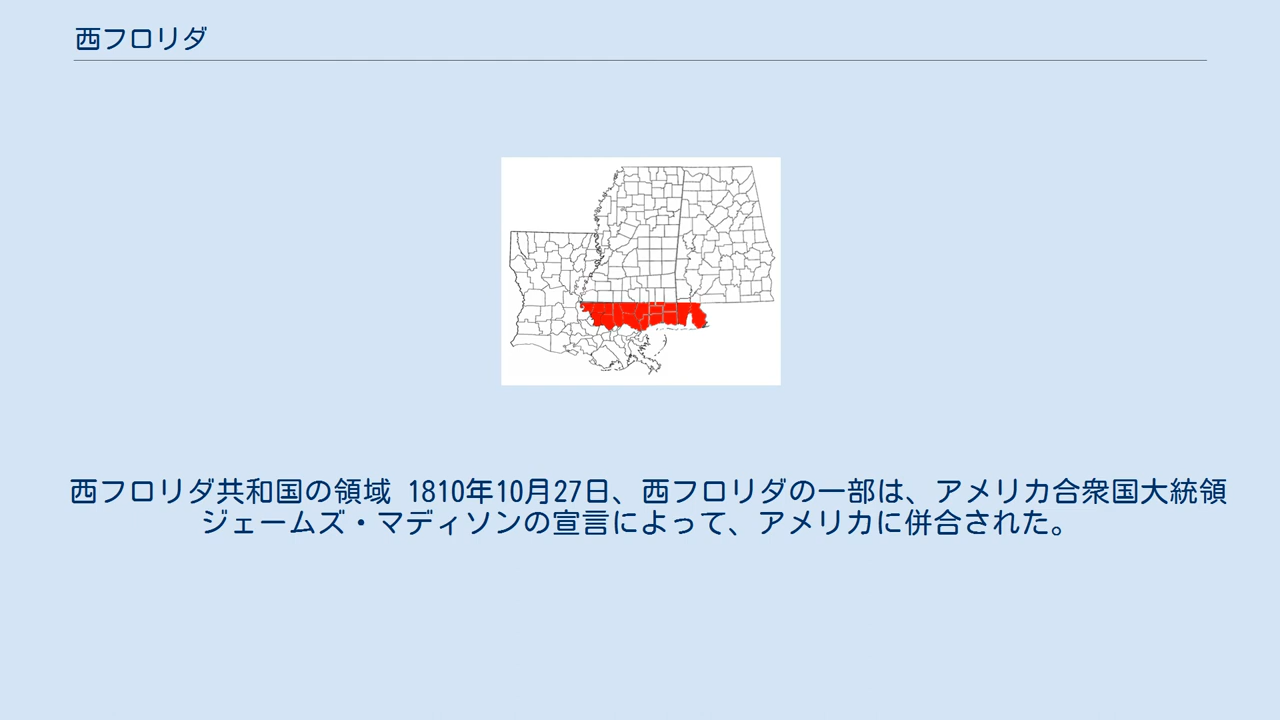 西フロリダ
西フロリダ共和国の領域 1810年10月27日、西フロリダの一部は、アメリカ合衆国大統領
ジェームズ・マディソンの宣言によって、アメリカに併合された。